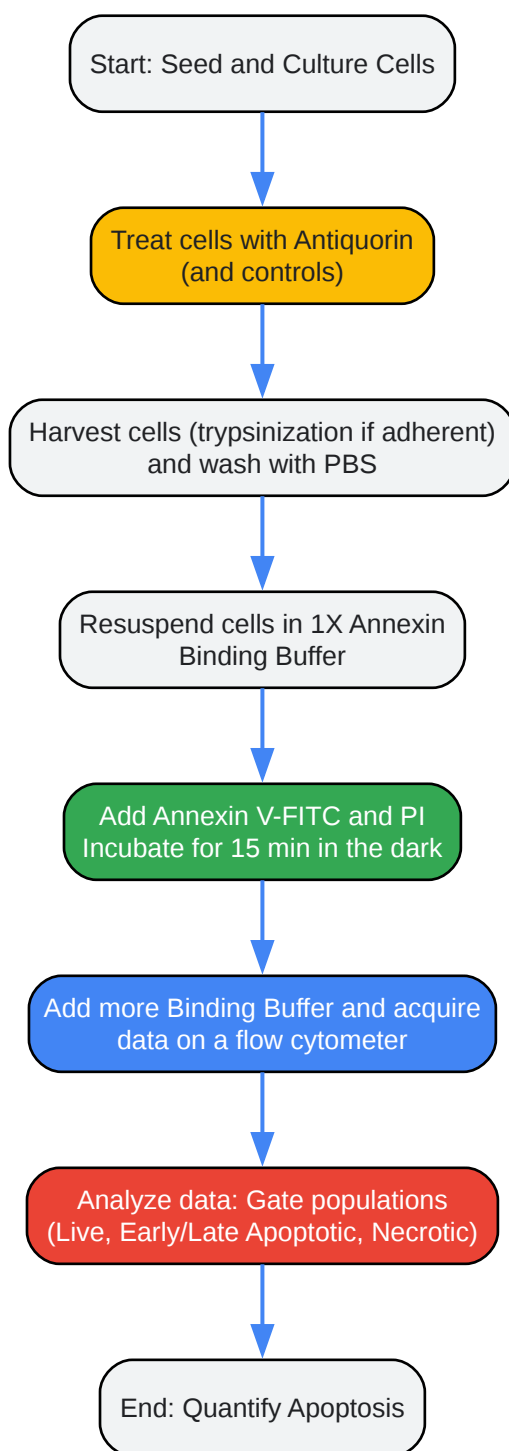 Start: Seed and Culture Cells
Treat cells with Antiquorin
(and controls)
Harvest cells (trypsinization if adherent)
and wash with PBS
Resuspend cells in 1X Annexin
Binding Buffer
Add Annexin V-FITC and PI
Incubate for 15 min in the dark
Add more Binding Buffer and acquire
data on a flow cytometer
Analyze data: Gate populations
(Live, Early/Late Apoptotic, Necrotic)
End: Quantify Apoptosis